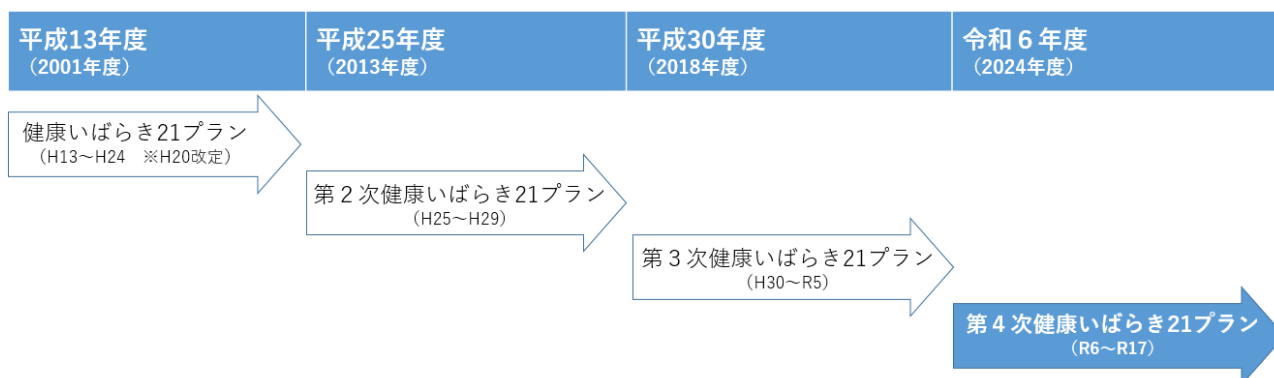 平成13年度
（2001年度）
平成25年度
（2013年度）
平成30年度
（2018年度）
令和６年度
（2024年度）
健康いばらき21プラン
（H13～H24　※H20改定）
第２次健康いばらき21プラン
（H25～H29）
第３次健康いばらき21プラン
（H30～R5）
第４次健康いばらき21プラン
（R6～R17）